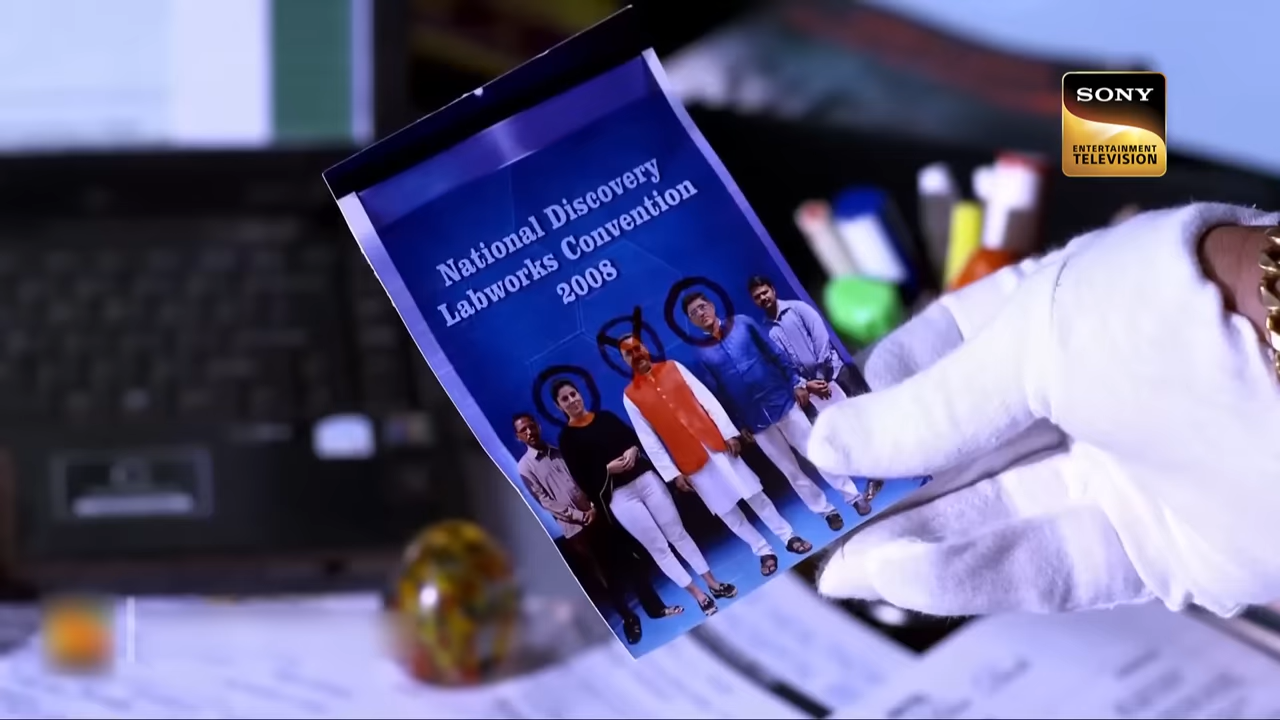 National Discovery
Labworks Convention
2008
SONY
ENTERTAINMENT
TELEVISION